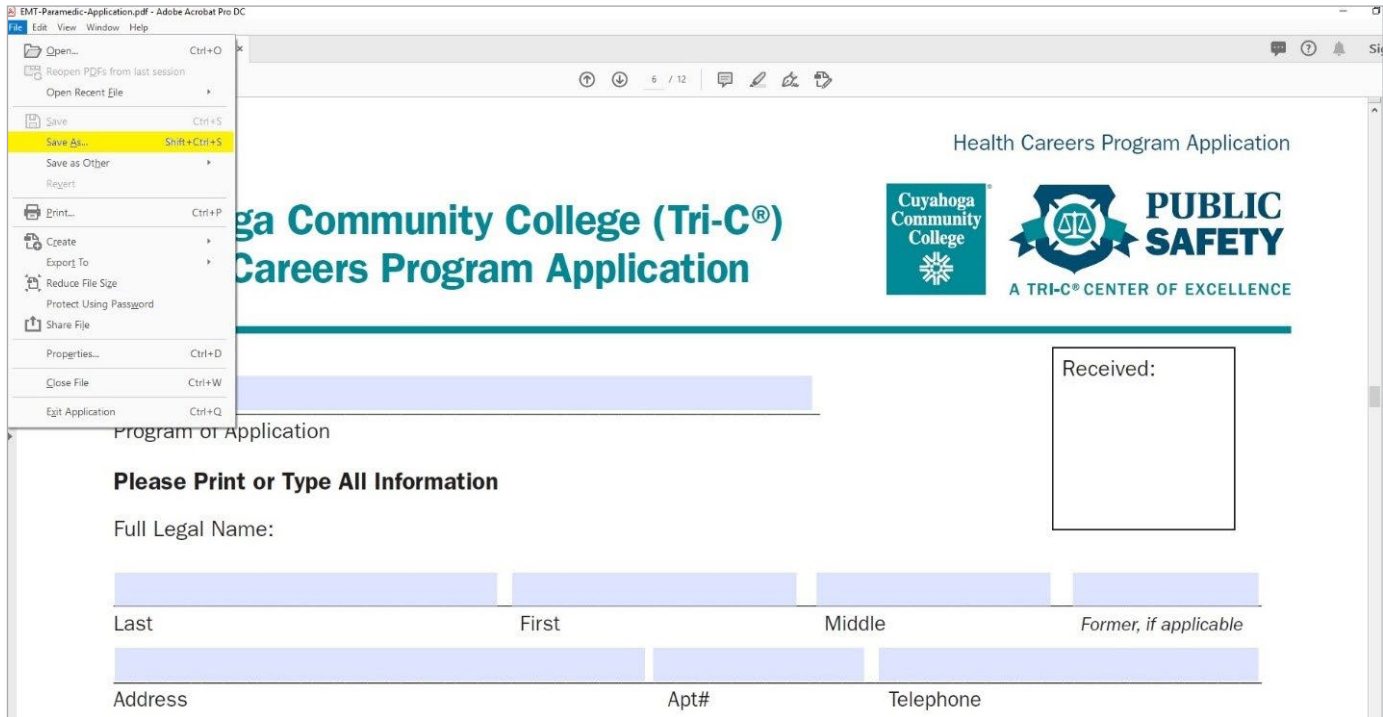 EMT-Paramedic-Application.pdf - Adobe Acrobat Pro DC
File Edit View Window Help
Open... Ctrl+O
Reopen PDFs from last session
Open Recent File
Save Ctrl+S
Save As... Shift+Ctrl+S
Save as Other
Revert
Print... Ctrl+P
Create
Export To
Reduce File Size
Protect Using Password
Share File
Properties... Ctrl+D
Close File Ctrl+W
Exit Application Ctrl+Q
6 / 12
Health Careers Program Application
ga Community College (Tri-C®)
Careers Program Application
Cuyahoga
Community
College
PUBLIC
SAFETY
A TRI-C® CENTER OF EXCELLENCE
Received:
Program of Application
Please Print or Type All Information
Full Legal Name:
Last First Middle Former, if applicable
Address Apt# Telephone